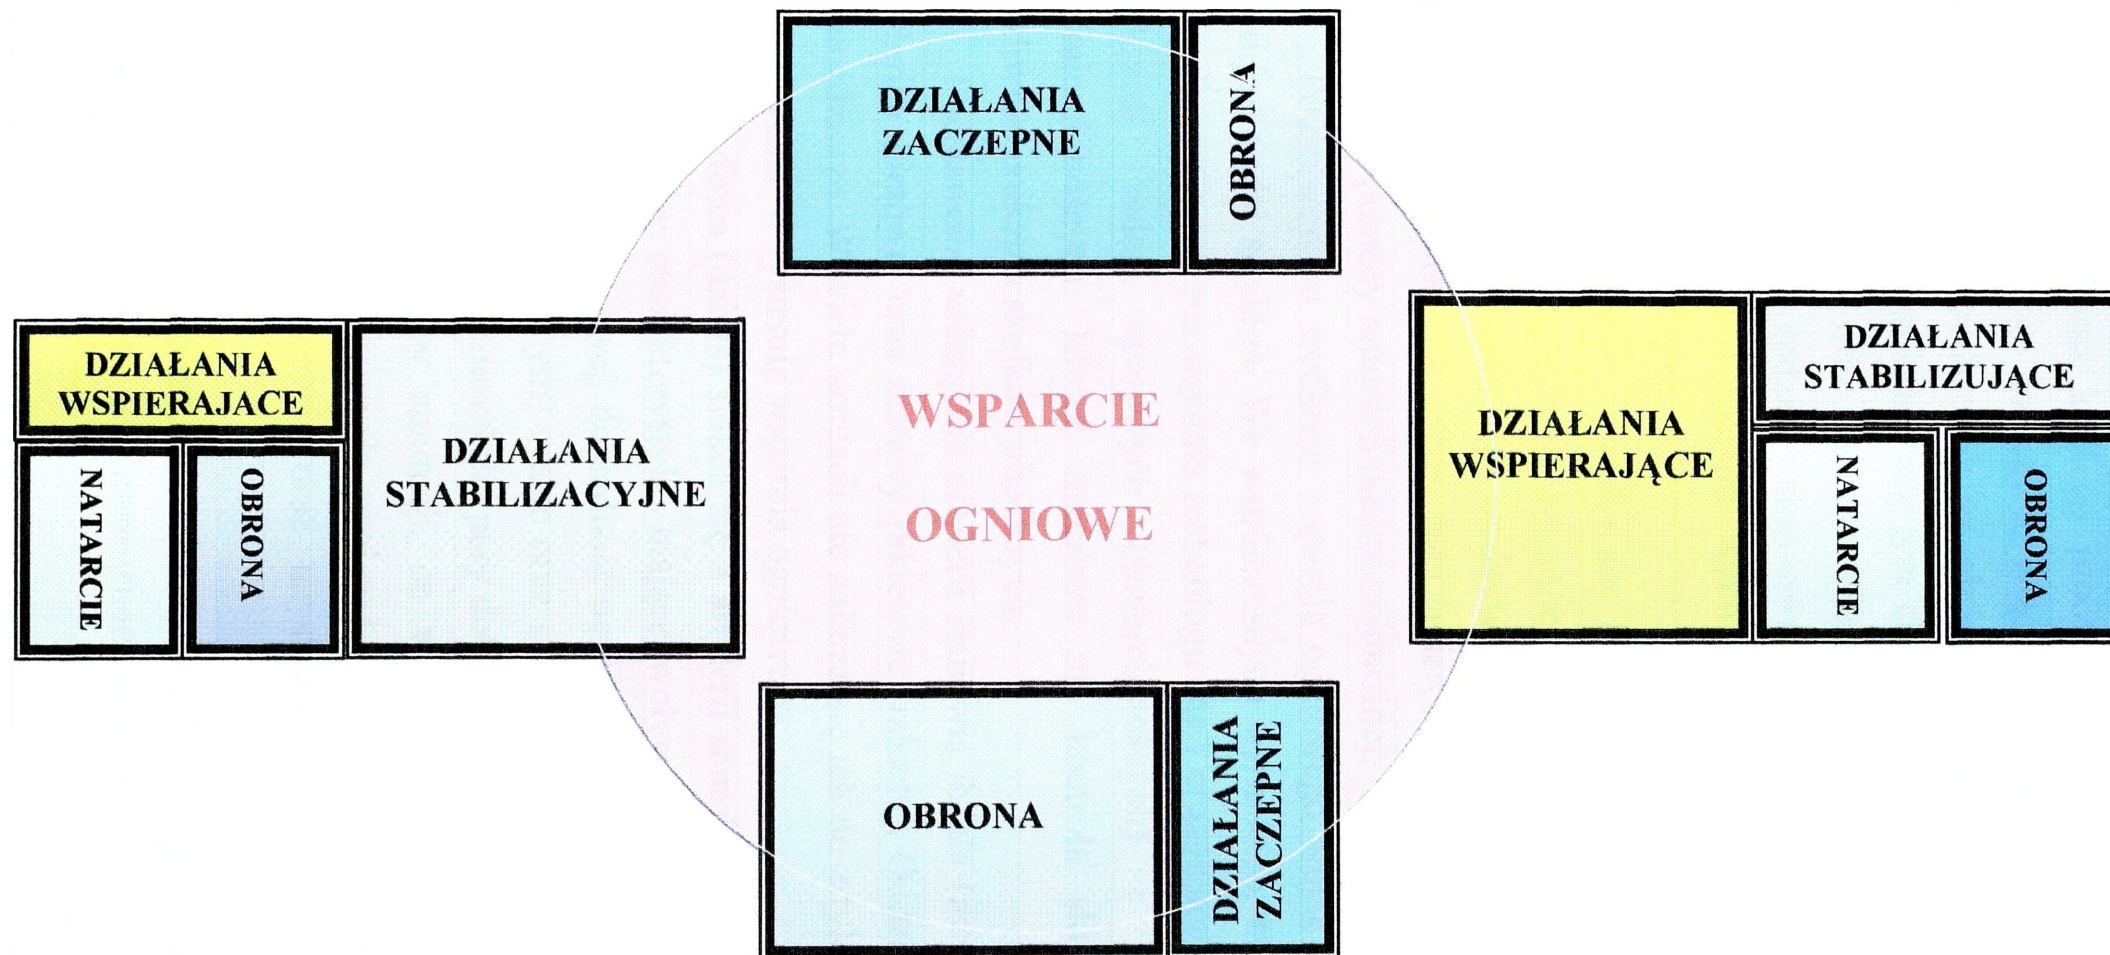 DZIAŁANIA
ZACZEPNE
OBRONA
DZIAŁANIA
WSPIERAJACE
NATARCIE
OBRONA
DZIAŁANIA
STABILIZACYJNE
WSPARCIE
OGNIOWE
DZIAŁANIA
WSPIERAJĄCE
DZIAŁANIA
STABILIZUJĄCE
NATARCIE
OBRONA
OBRONA
DZIAŁANIA
ZACZEPNE